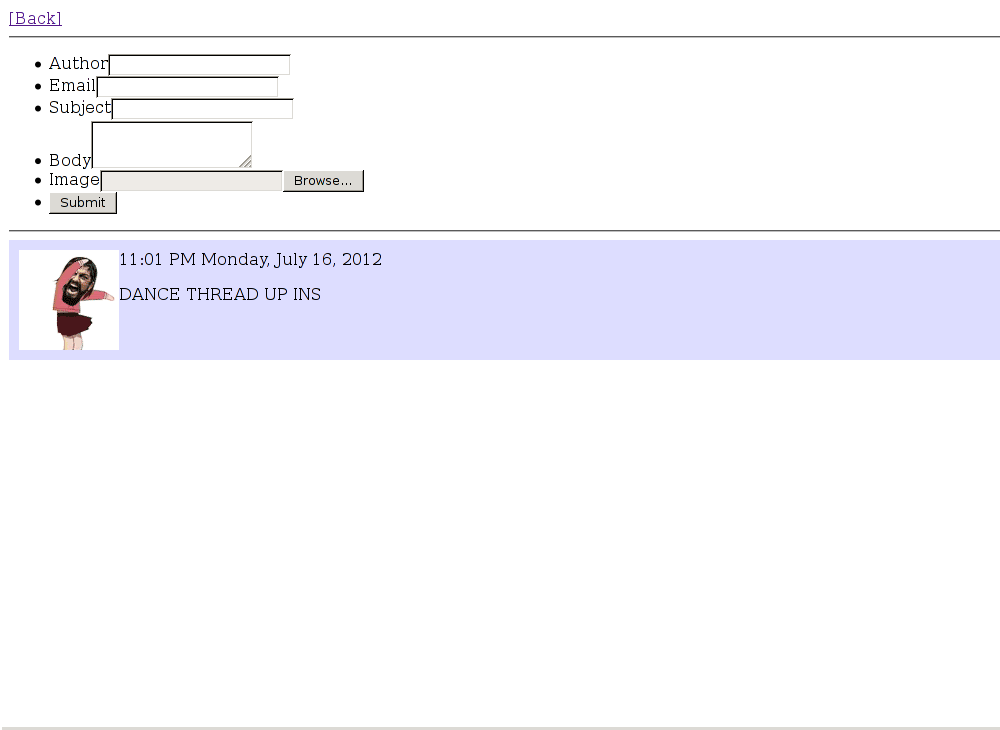 [Back]
Author
Email
Subject
Body
Image Browse...
Submit
11:01 PM Monday, July 16, 2012
DANCE THREAD UP INS